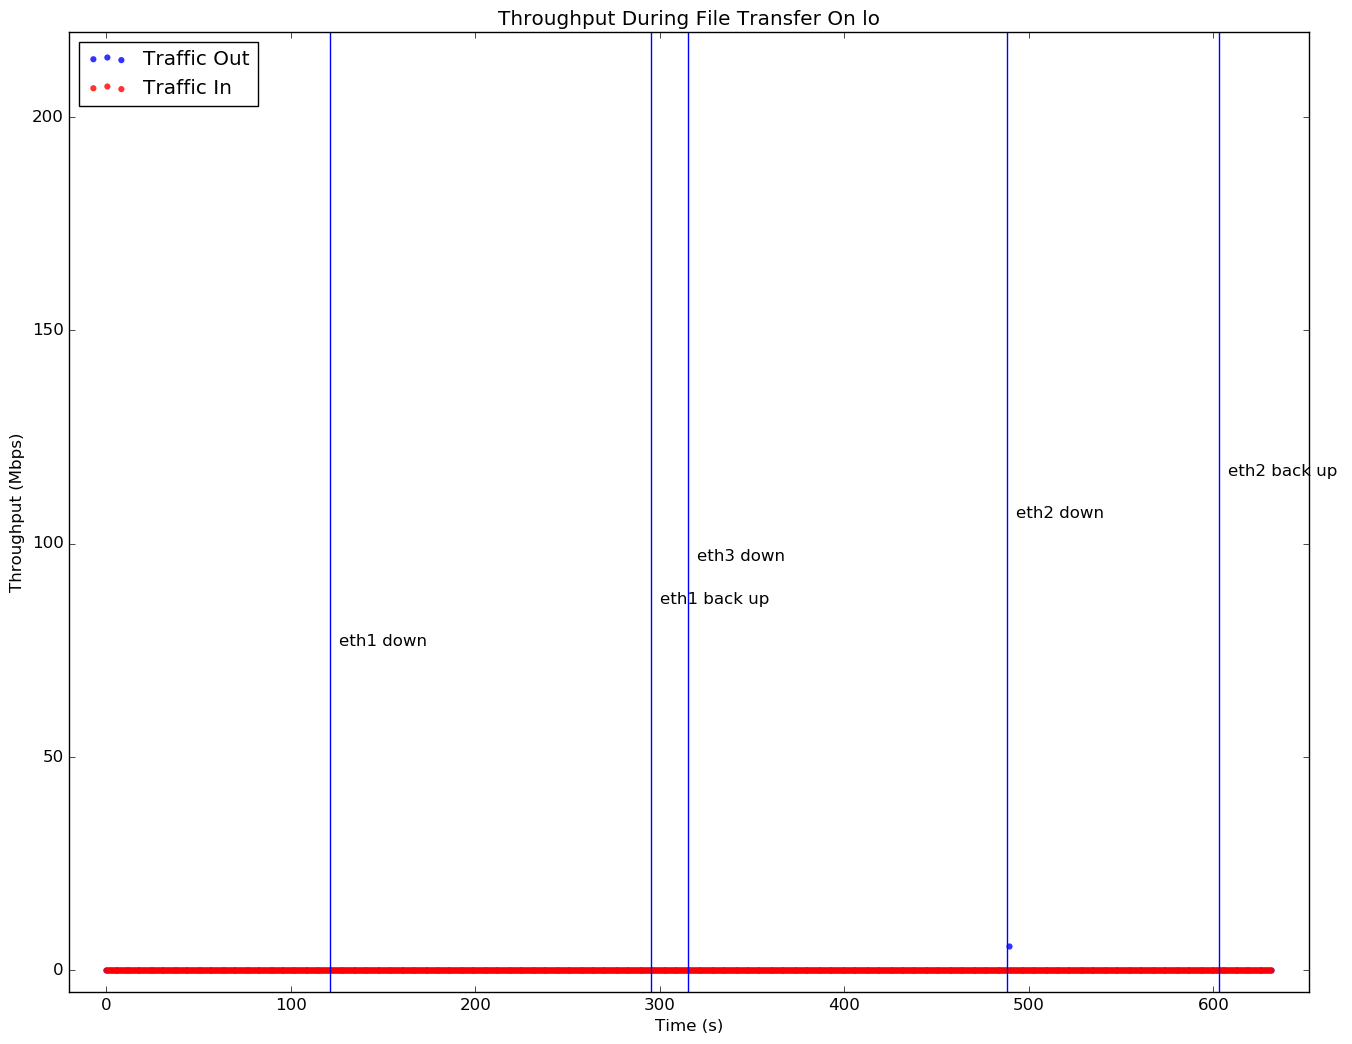 Throughput During File Transfer On lo
Traffic Out
Traffic In
200
150
100
50
0
Throughput (Mbps)
eth2 back up
eth2 down
eth3 down
eth1 back up
eth1 down
0 100 200 300 400 500 600
Time (s)